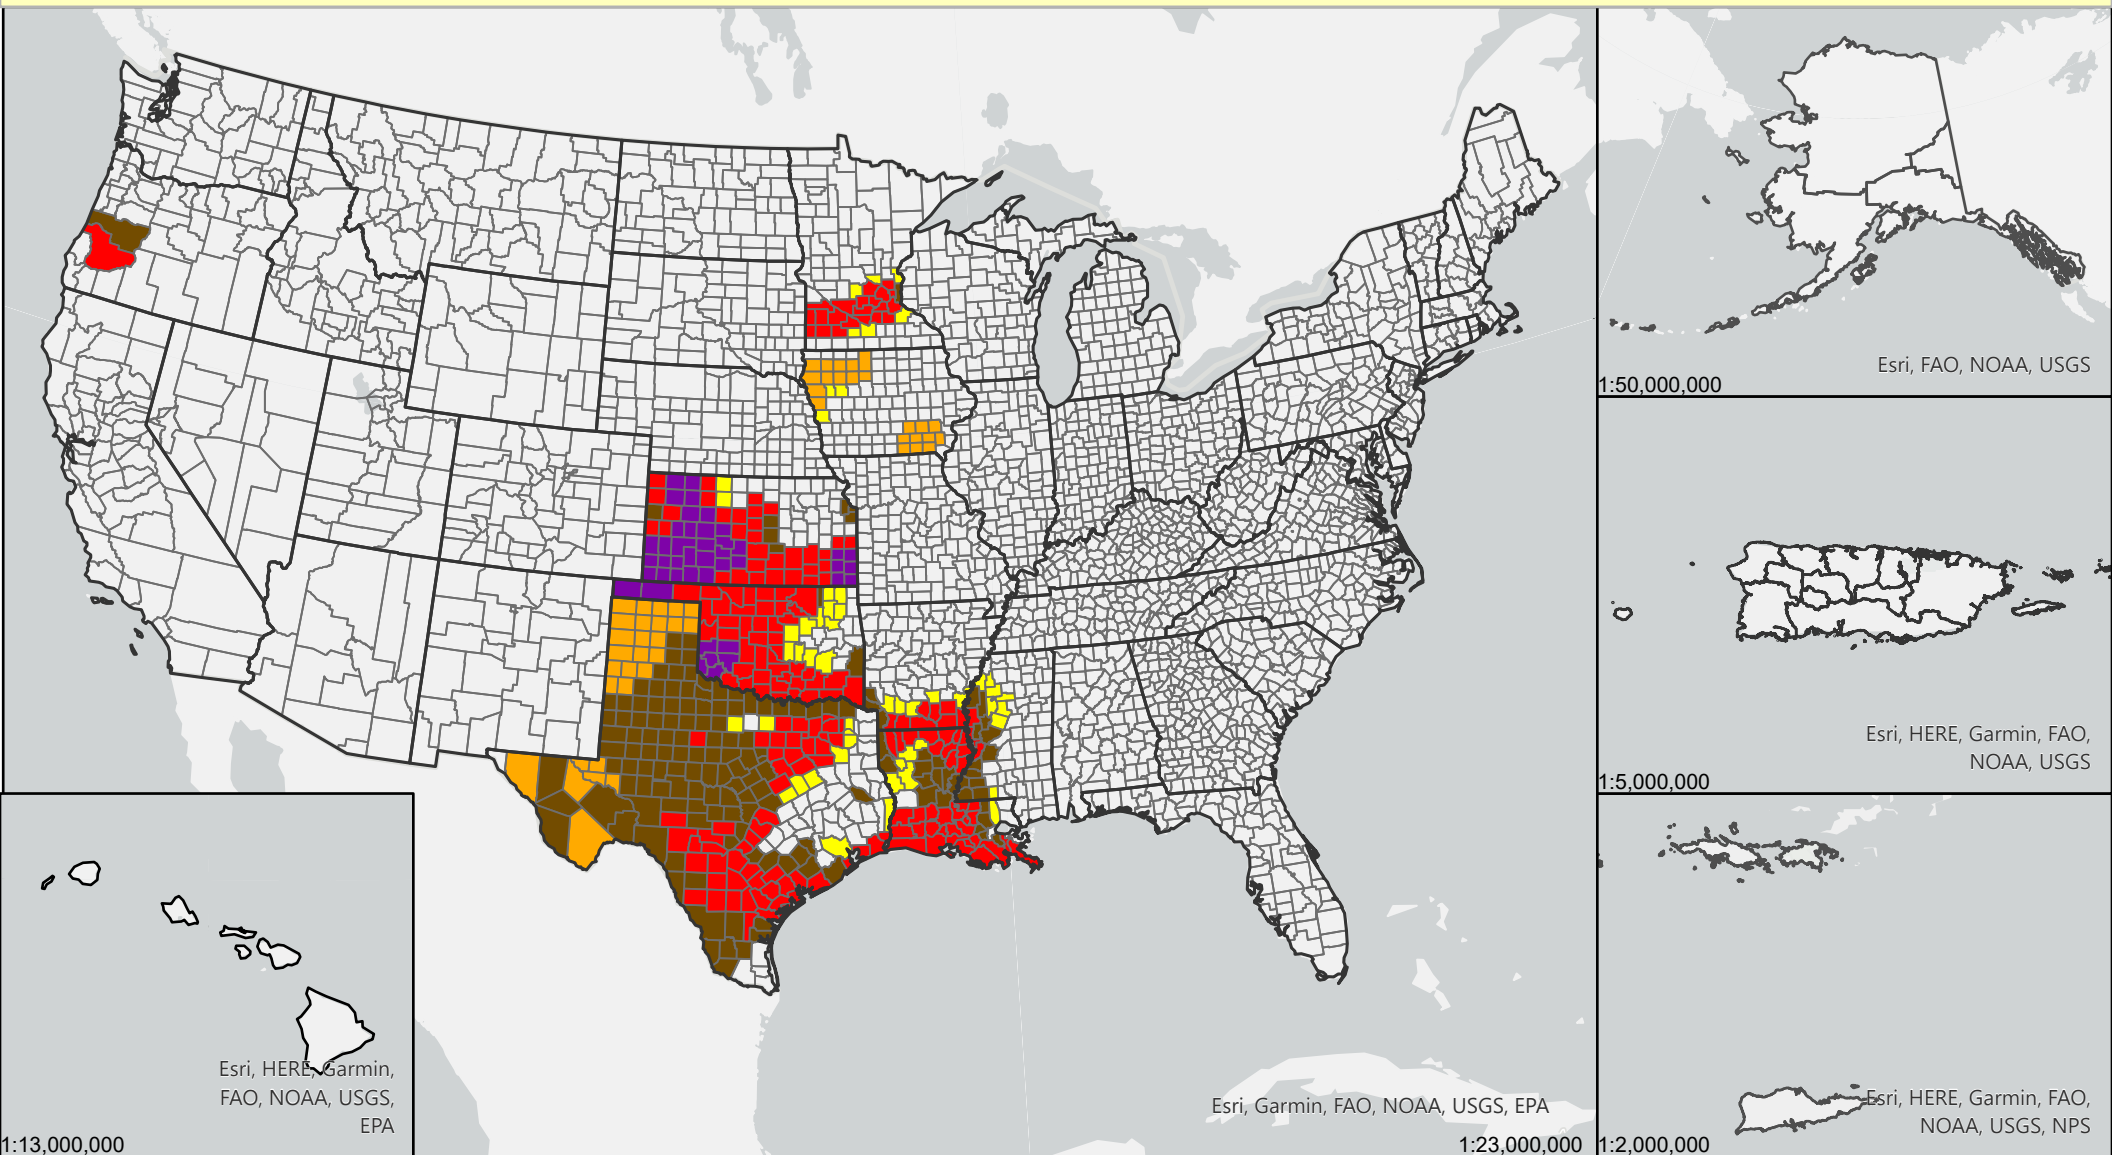 Esri, FAO, NOAA, USGS
1:50,000,000
Esri, HERE, Garmin, FAO,
NOAA, USGS
1:5,000,000
Esri, HERE, Garmin,
FAO, NOAA, USGS,
EPA
1:13,000,000
Esri, Garmin, FAO, NOAA, USGS, EPA
1:23,000,000
Esri, HERE, Garmin, FAO,
NOAA, USGS, NPS
1:2,000,000